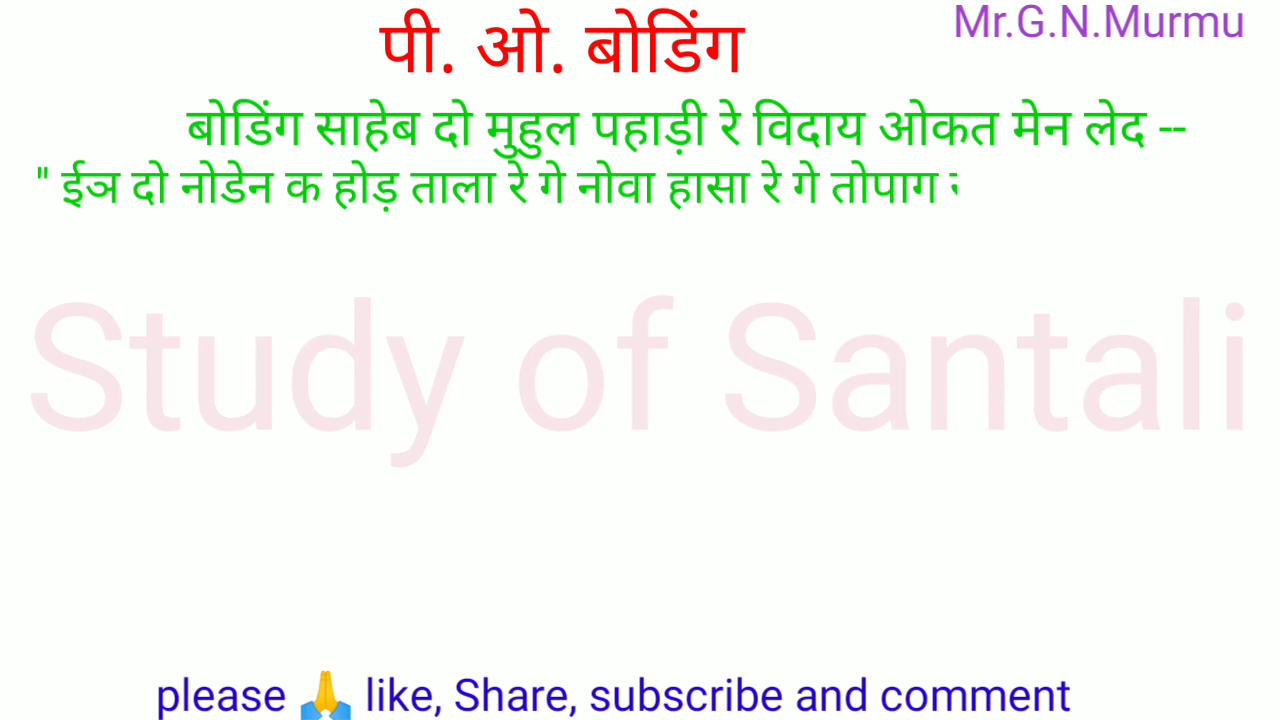 Mr.G.N.Murmu
पी. ओ. बोडिंग
बोडिंग साहेब दो मुहुल पहाड़ी रे विदाय ओकत मेन लेद --
" ईञ दो नोडेन क होड़ ताला रे गे नोवा हासा रे गे तोपाग
Study of Santali
please 🙏 like, Share, subscribe and comment